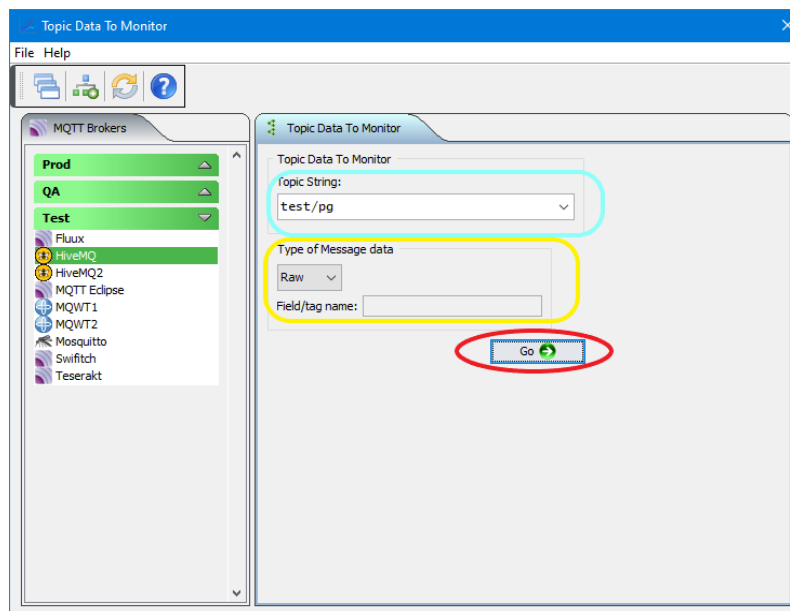 Topic Data To Monitor
File Help
MQTT Brokers
Prod
QA
Test
Fluux
HiveMQ
HiveMQ2
MQTT Eclipse
MQWT1
MQWT2
Mosquitto
Swifitch
Teserakt
Topic Data To Monitor
Topic Data To Monitor
Topic String:
test/pg
Type of Message data
Raw
Field/tag name:
Go